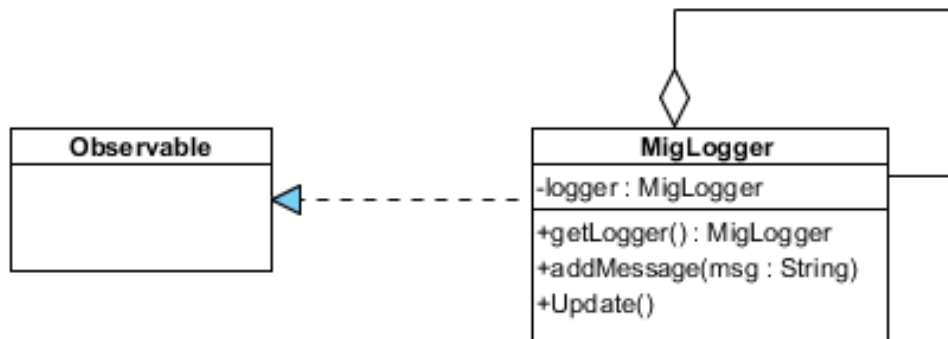 Observable
MigLogger
-logger : MigLogger
+getLogger() : MigLogger
+addMessage(msg : String)
+Update()